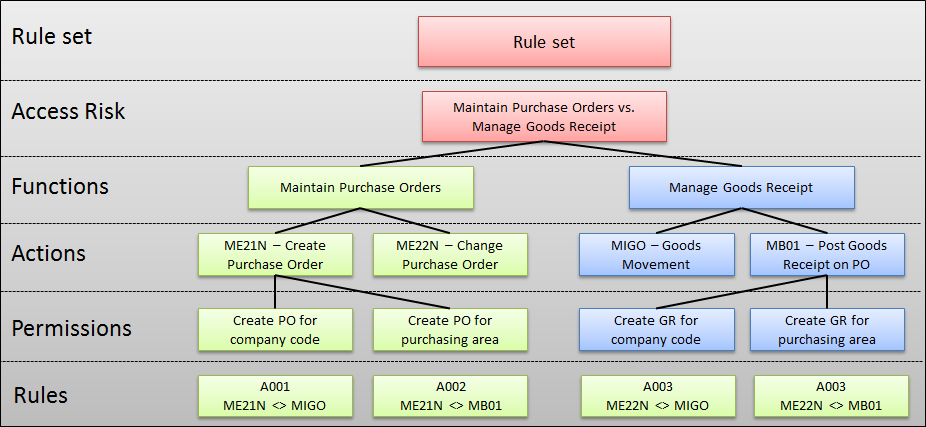 Rule set
Rule set
Access Risk
Maintain Purchase Orders vs.
Manage Goods Receipt
Functions
Maintain Purchase Orders
Manage Goods Receipt
Actions
ME21N – Create
Purchase Order
ME22N – Change
Purchase Order
MIGO – Goods
Movement
MB01 – Post Goods
Receipt on PO
Permissions
Create PO for
company code
Create PO for
purchasing area
Create GR for
company code
Create GR for
purchasing area
Rules
A001
ME21N <> MIGO
A002
ME21N <> MB01
A003
ME22N <> MIGO
A003
ME22N <> MB01